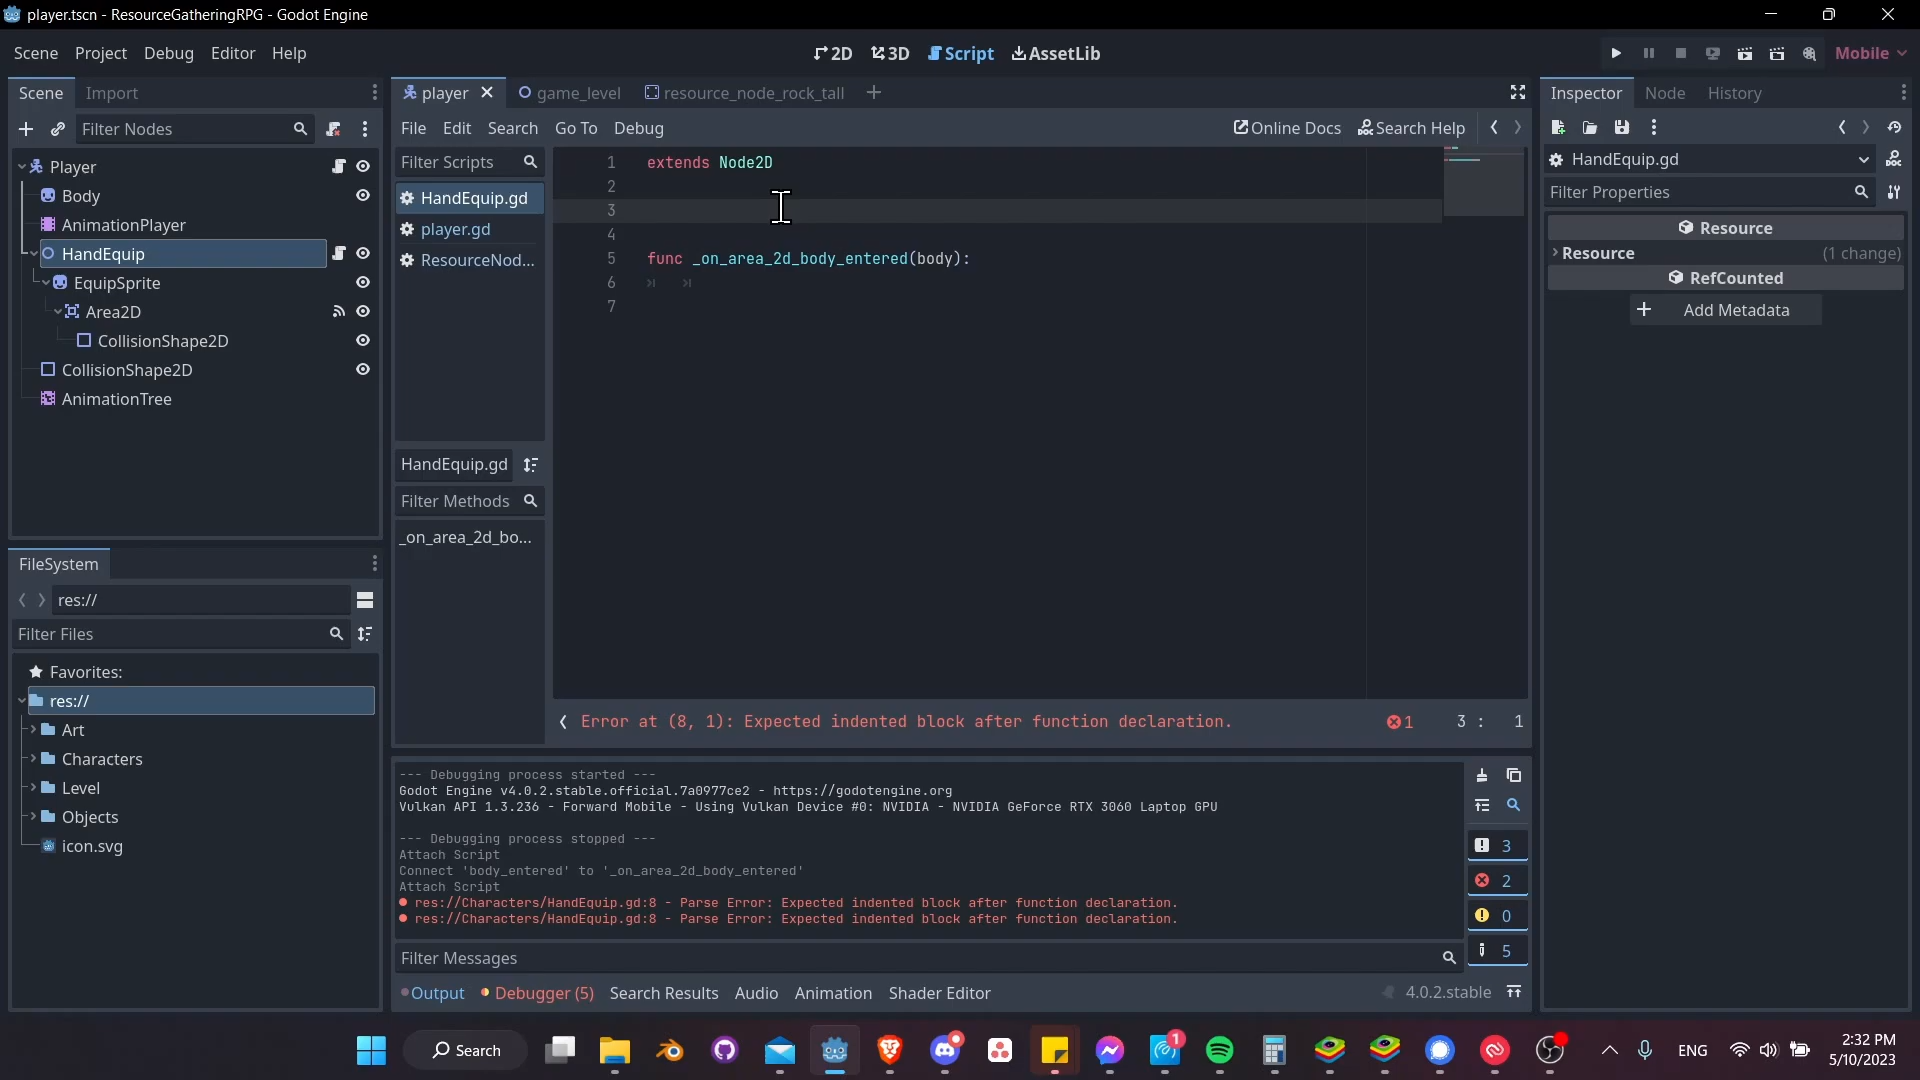 player.tscn - ResourceGatheringRPG - Godot Engine
Scene Project Debug Editor Help
2D 3D Script AssetLib
Mobile
Scene Import
Filter Nodes
Player
Body
AnimationPlayer
HandEquip
EquipSprite
Area2D
CollisionShape2D
CollisionShape2D
AnimationTree
FileSystem
res://
Filter Files
Favorites:
res://
Art
Characters
Level
Objects
icon.svg
player game_level resource_node_rock_tall
File Edit Search Go To Debug
Online Docs Search Help
Filter Scripts
HandEquip.gd
player.gd
ResourceNod...
HandEquip.gd
Filter Methods
_on_area_2d_bo...
1 extends Node2D
2
3
4
5 func _on_area_2d_body_entered(body):
6
7
Error at (8, 1): Expected indented block after function declaration.
1 3 : 1
--- Debugging process started ---
Godot Engine v4.0.2.stable.official.7a0977ce2 - https://godotengine.org
Vulkan API 1.3.236 - Forward Mobile - Using Vulkan Device #0: NVIDIA - NVIDIA GeForce RTX 3060 Laptop GPU
--- Debugging process stopped ---
Attach Script
Connect 'body_entered' to '_on_area_2d_body_entered'
Attach Script
res://Characters/HandEquip.gd:8 - Parse Error: Expected indented block after function declaration.
res://Characters/HandEquip.gd:8 - Parse Error: Expected indented block after function declaration.
3
2
0
5
Filter Messages
Output Debugger (5) Search Results Audio Animation Shader Editor
4.0.2.stable
Inspector Node History
HandEquip.gd
Filter Properties
Resource
Resource (1 change)
RefCounted
Add Metadata
Search
1
ENG
2:32 PM
5/10/2023